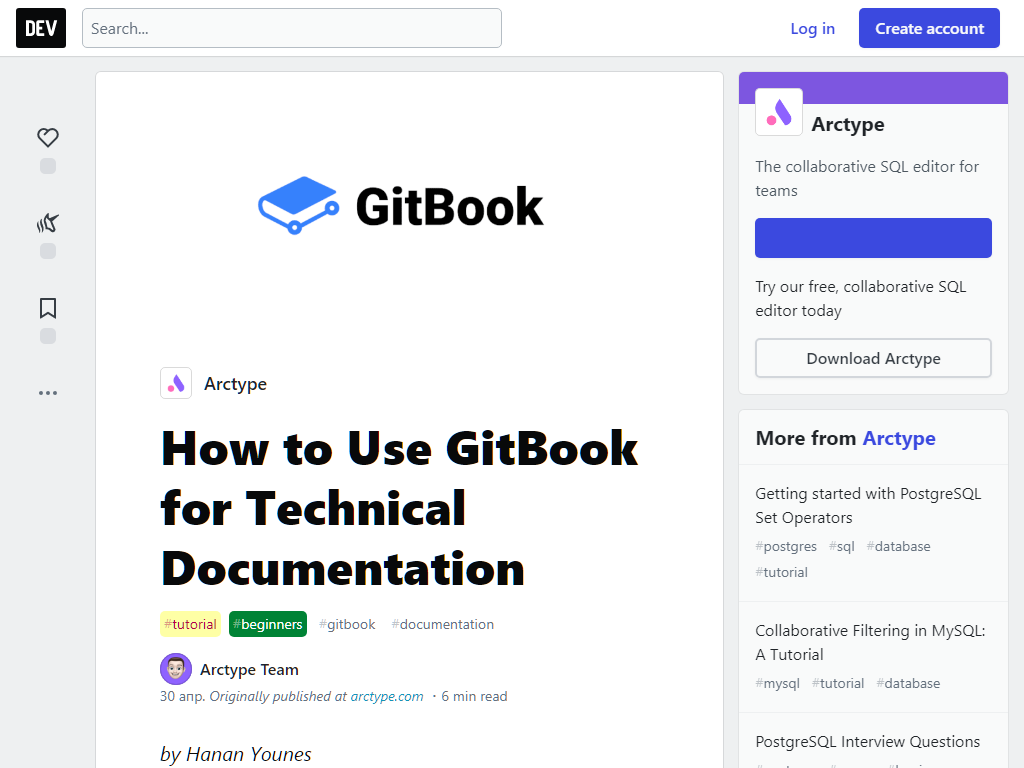 DEV
Search...
Log in
Create account
GitBook
Arctype
How to Use GitBook
for Technical
Documentation
#tutorial #beginners #gitbook #documentation
Arctype Team
30 апр. Originally published at arctype.com ・6 min read
by Hanan Younes
Arctype
The collaborative SQL editor for
teams
Try our free, collaborative SQL
editor today
Download Arctype
More from Arctype
Getting started with PostgreSQL
Set Operators
#postgres #sql #database
#tutorial
Collaborative Filtering in MySQL:
A Tutorial
#mysql #tutorial #database
PostgreSQL Interview Questions